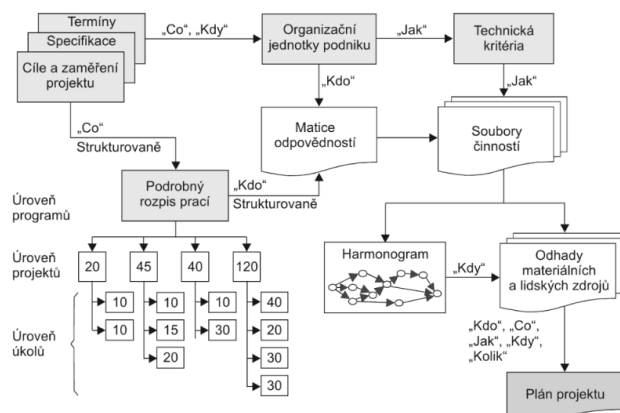 Termíny
Specifikace
Cíle a zaměření
projektu
„Co“, „Kdy“
Organizační
jednotky podniku
„Jak“
Technická
kritéria
„Kdo“
„Jak“
„Co“
Strukturovaně
Matice
odpovědností
Soubory
činností
Podrobný
rozpis prací
„Kdo“
Strukturovaně
Úroveň
programů
Úroveň
projektů
20
45
40
120
Úroveň
úkolů
10
10
10
40
10
15
30
20
20
30
30
Harmonogram
„Kdy“
Odhady
materiálních
a lidských zdrojů
„Kdo“, „Co“,
„Jak“, „Kdy“,
„Kolik“
Plán projektu